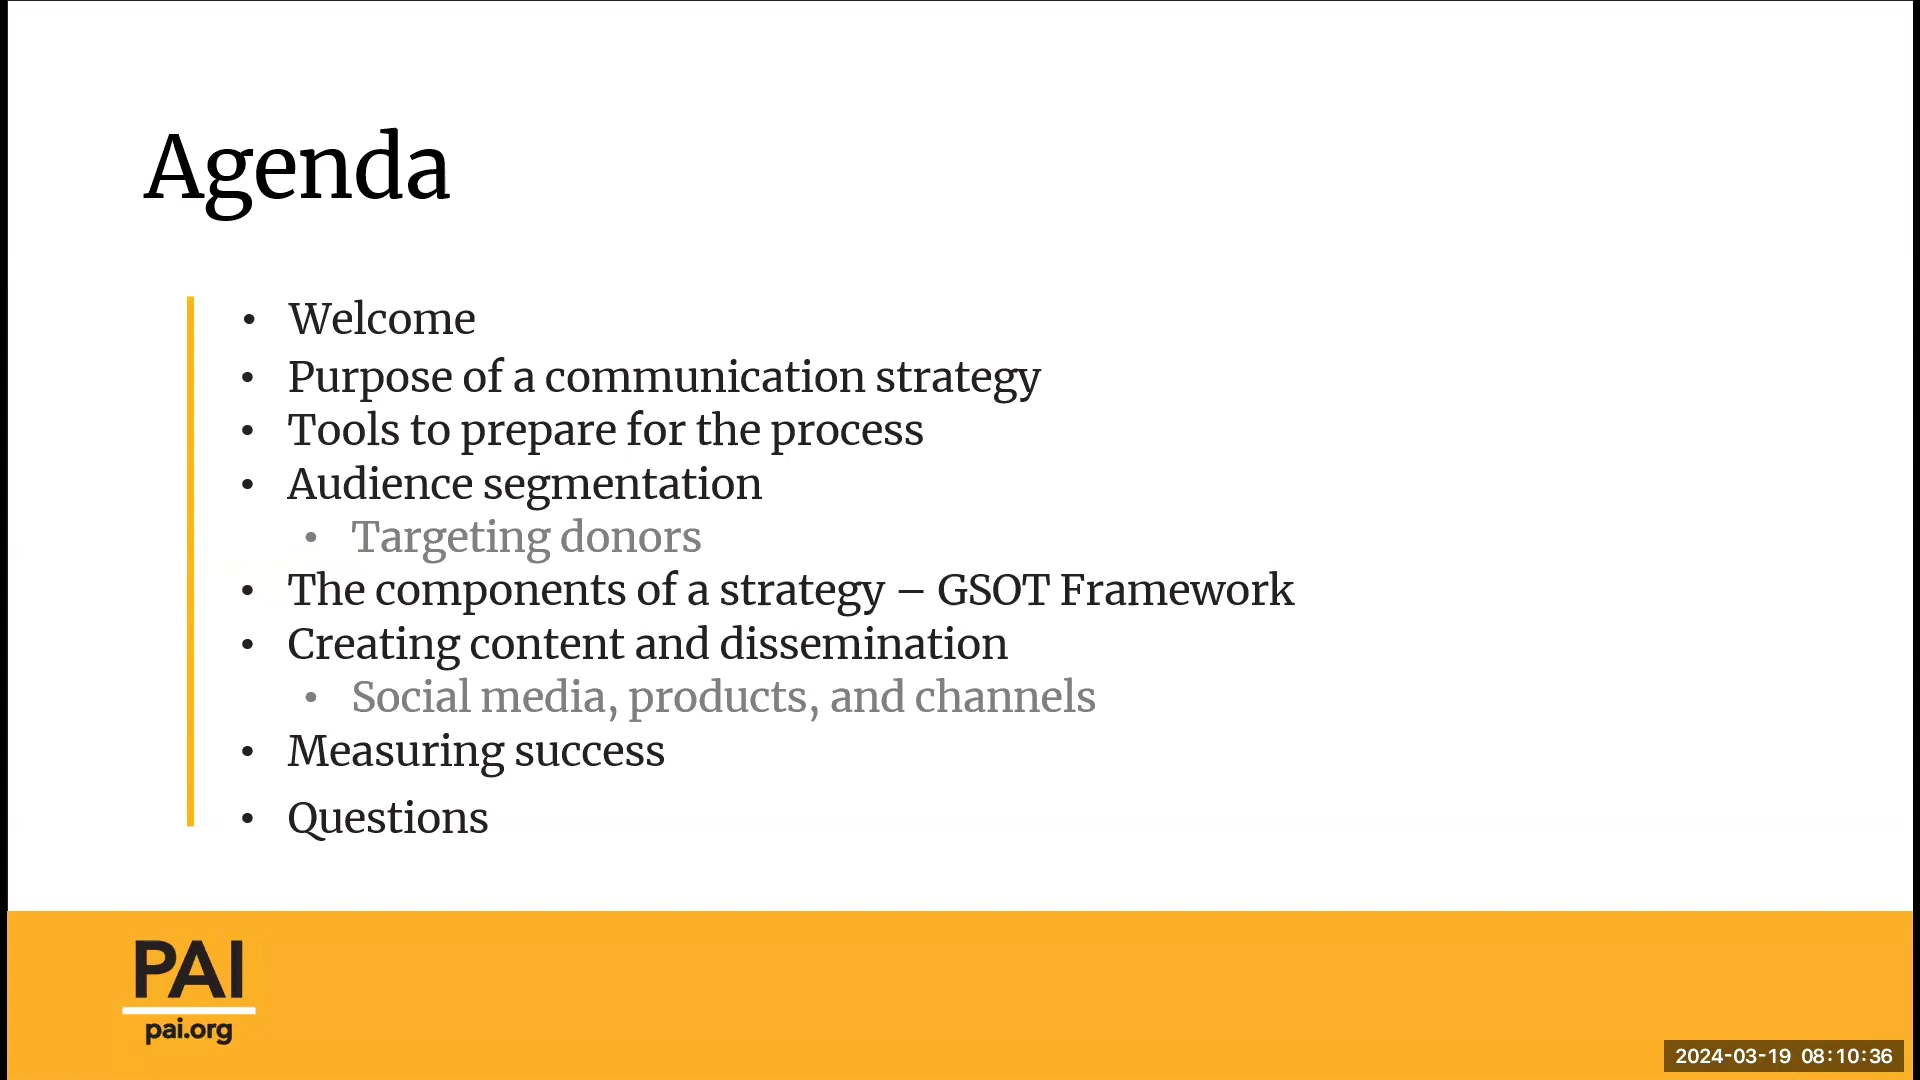 Agenda
• Welcome
• Purpose of a communication strategy
• Tools to prepare for the process
• Audience segmentation
• Targeting donors
• The components of a strategy – GSOT Framework
• Creating content and dissemination
• Social media, products, and channels
• Measuring success
• Questions
PAI
pai.org
2024-03-19 08:10:36